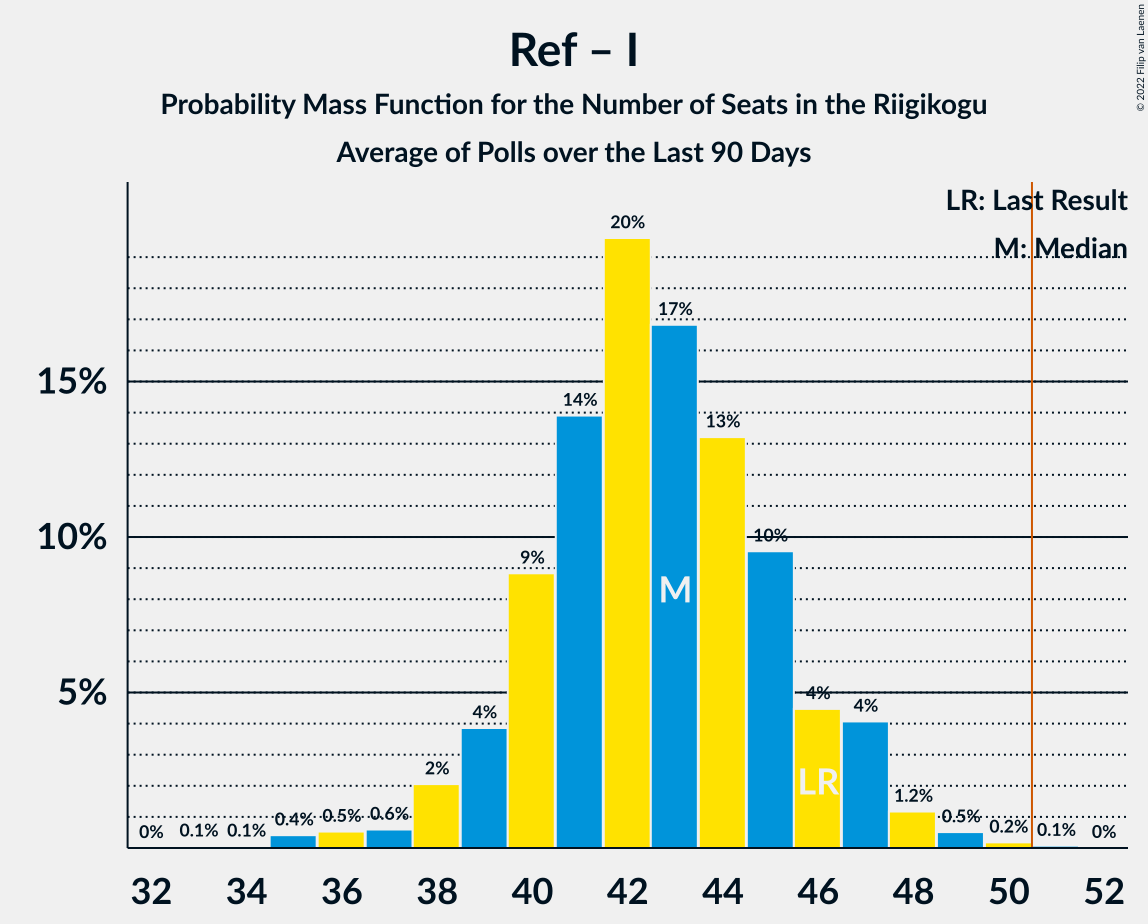 Ref – I
Probability Mass Function for the Number of Seats in the Riigikogu
Average of Polls over the Last 90 Days
© 2022 Filip van Laenen
LR: Last Result
M: Median
15%
10%
5%
0%
0.1%
0.1%
0.4%
0.5%
0.6%
2%
4%
9%
14%
20%
17%
13%
10%
4%
4%
1.2%
0.5%
0.2%
0.1%
0%
M
LR
32 34 36 38 40 42 44 46 48 50 52